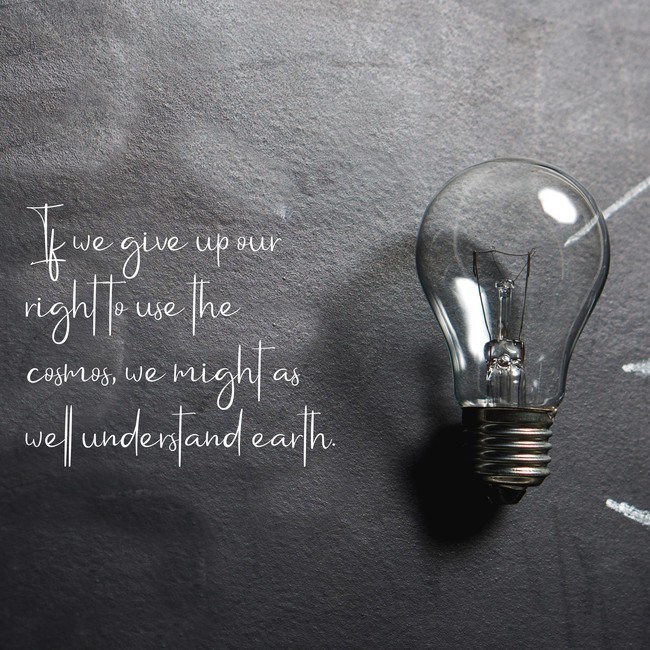 If we give up our
right to use the
cosmos, we might as
well understand earth.